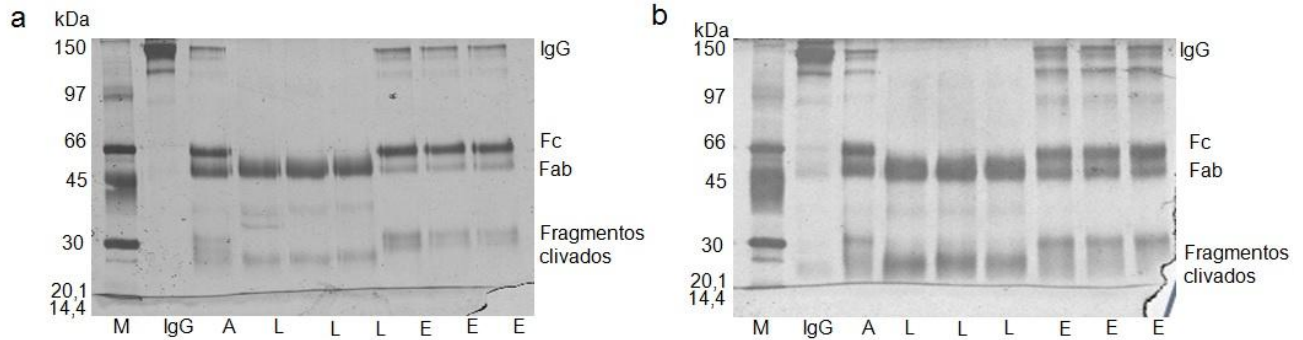 a
kDa
150
97
66
45
30
20,1
14,4
IgG
Fc
Fab
Fragmentos
clivados
M IgG A L L L E E E
b
kDa
150
97
66
45
30
20,1
14,4
IgG
Fc
Fab
Fragmentos
clivados
M IgG A L L L E E E